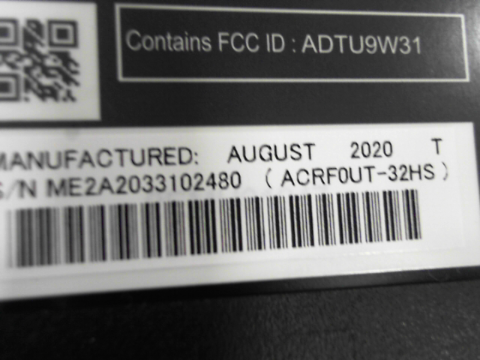 Contains FCC ID : ADTU9W31
MANUFACTURED: AUGUST 2020 T
S/N ME2A2033102480 ( ACRF0UT-32HS )